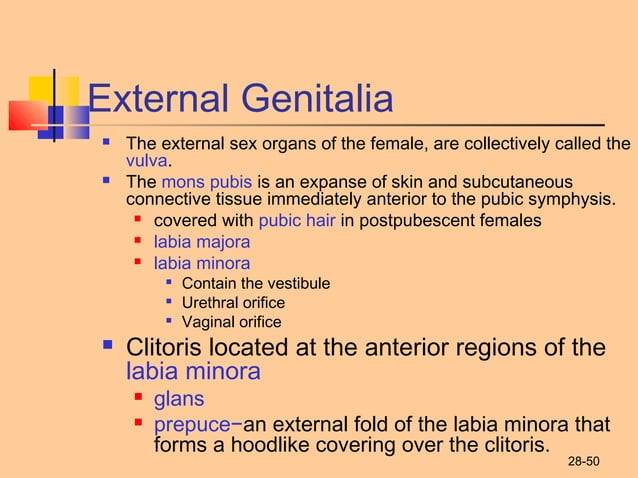 External Genitalia
The external sex organs of the female, are collectively called the
vulva.
The mons pubis is an expanse of skin and subcutaneous
connective tissue immediately anterior to the pubic symphysis.
covered with pubic hair in postpubescent females
labia majora
labia minora
Contain the vestibule
Urethral orifice
Vaginal orifice
Clitoris located at the anterior regions of the
labia minora
glans
prepuce−an external fold of the labia minora that
forms a hoodlike covering over the clitoris.
28-50